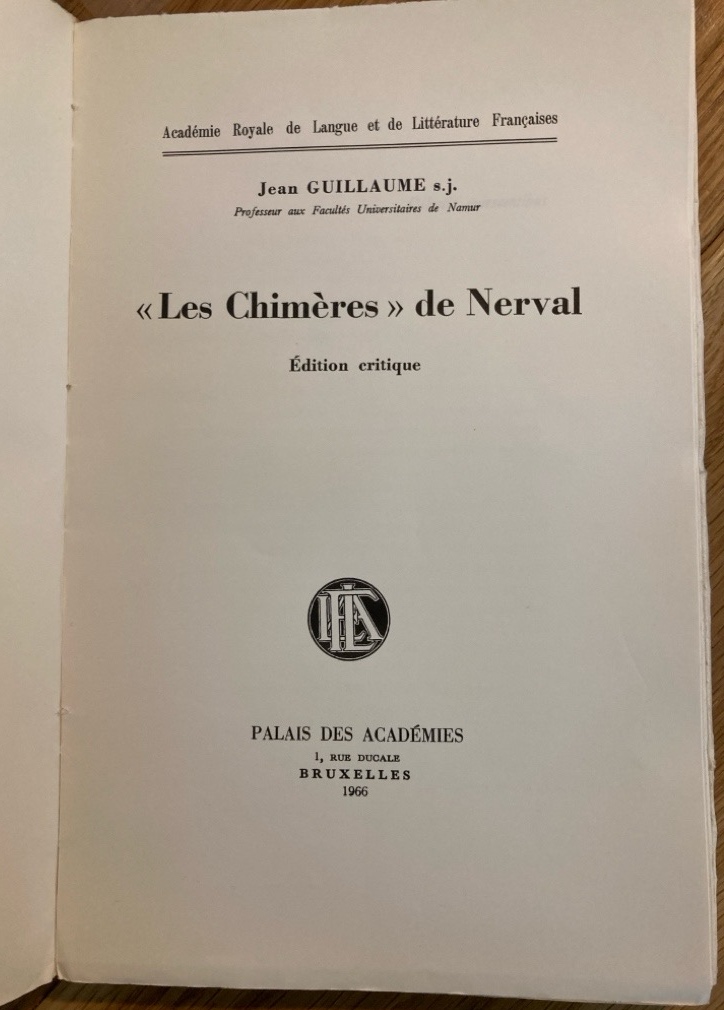 Académie Royale de Langue et de Littérature Françaises
Jean GUILLAUME s.j.
Professeur aux Facultés Universitaires de Namur
«Les Chimères» de Nerval
Édition critique
PALAIS DES ACADÉMIES
1, RUE DUCALE
BRUXELLES
1966